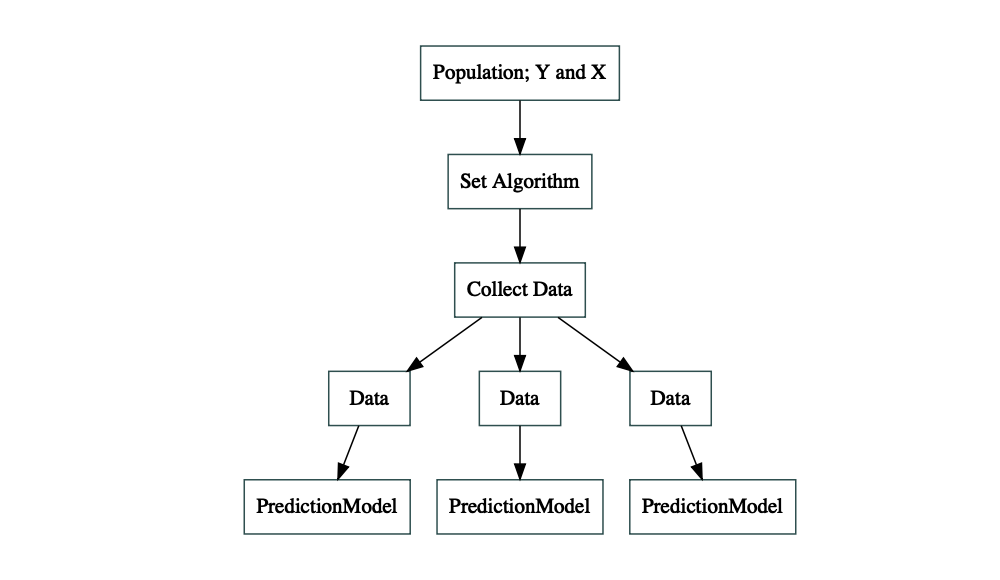 Population; Y and X
Set Algorithm
Collect Data
Data
Data
Data
PredictionModel
PredictionModel
PredictionModel